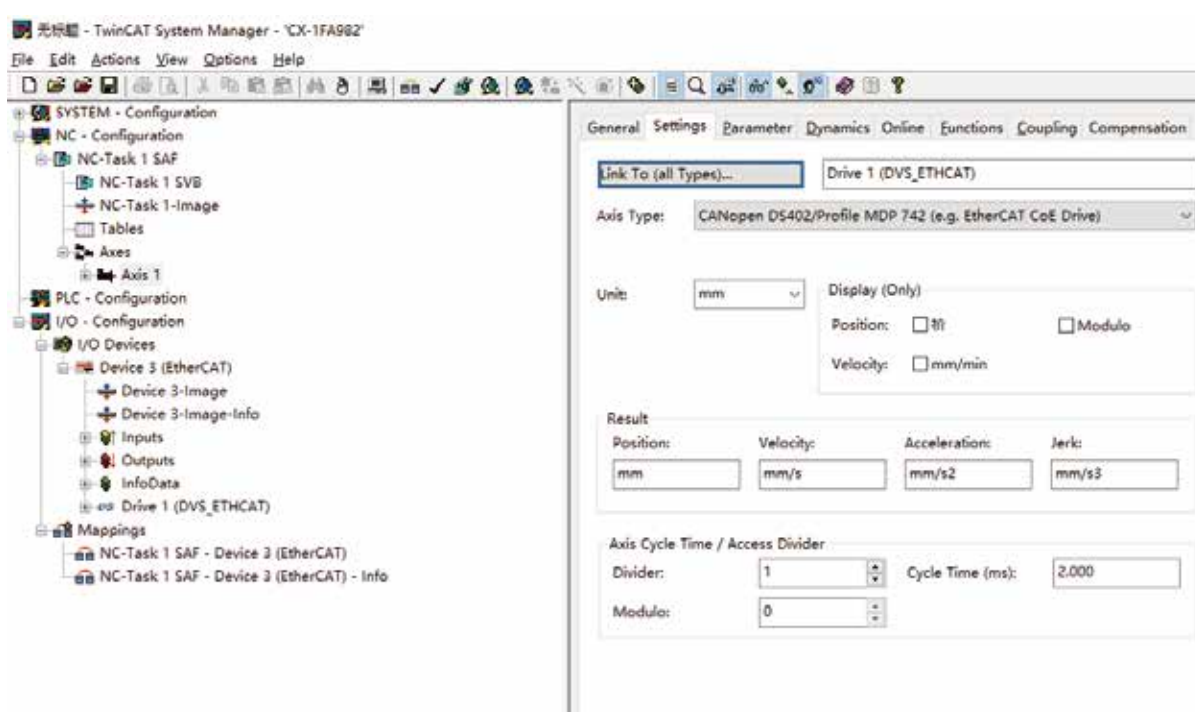 无标题 - TwinCAT System Manager - 'CX-1FA982'
File Edit Actions View Options Help
SYSTEM - Configuration
NC - Configuration
NC-Task 1 SAF
NC-Task 1 SVB
NC-Task 1-Image
Tables
Axes
Axis 1
PLC - Configuration
I/O - Configuration
I/O Devices
Device 3 (EtherCAT)
Device 3-Image
Device 3-Image-Info
Inputs
Outputs
InfoData
Drive 1 (DVS_ETHCAT)
Mappings
NC-Task 1 SAF - Device 3 (EtherCAT)
NC-Task 1 SAF - Device 3 (EtherCAT) - Info
General Settings Parameter Dynamics Online Functions Coupling Compensation
Link To (all Types)... Drive 1 (DVS_ETHCAT)
Axis Type: CANopen DS402/Profile MDP 742 (e.g. EtherCAT CoE Drive)
Unit: mm Display (Only)
Position: Modulo
Velocity: mm/min
Result
Position: Velocity: Acceleration: Jerk:
mm mm/s mm/s2 mm/s3
Axis Cycle Time / Access Divider
Divider: 1 Cycle Time (ms): 2.000
Modulo: 0